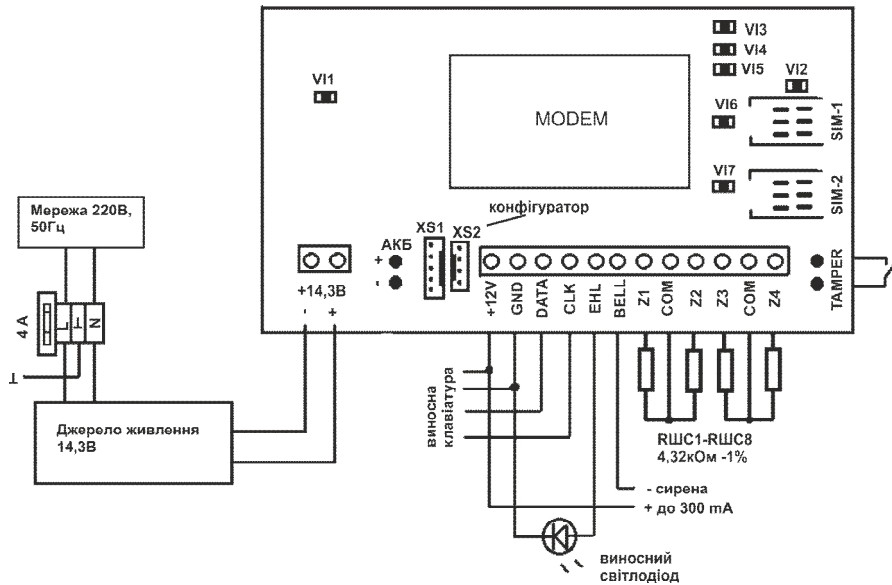 VI3
VI4
VI5
VI2
VI1
VI6
SIM-1
MODEM
VI7
SIM-2
Мережа 220В,
50Гц
конфігуратор
XS1
XS2
АКБ
+
-
+14,3В
- +
+12V
GND
DATA
CLK
EHL
BELL
Z1
COM
Z2
Z3
COM
Z4
TAMPER
4 А
L
N
виносна
клавіатура
Джерело живлення
14,3В
RШС1-RШС8
4,32кОм -1%
- сирена
+ до 300 mA
виносний
світлодіод